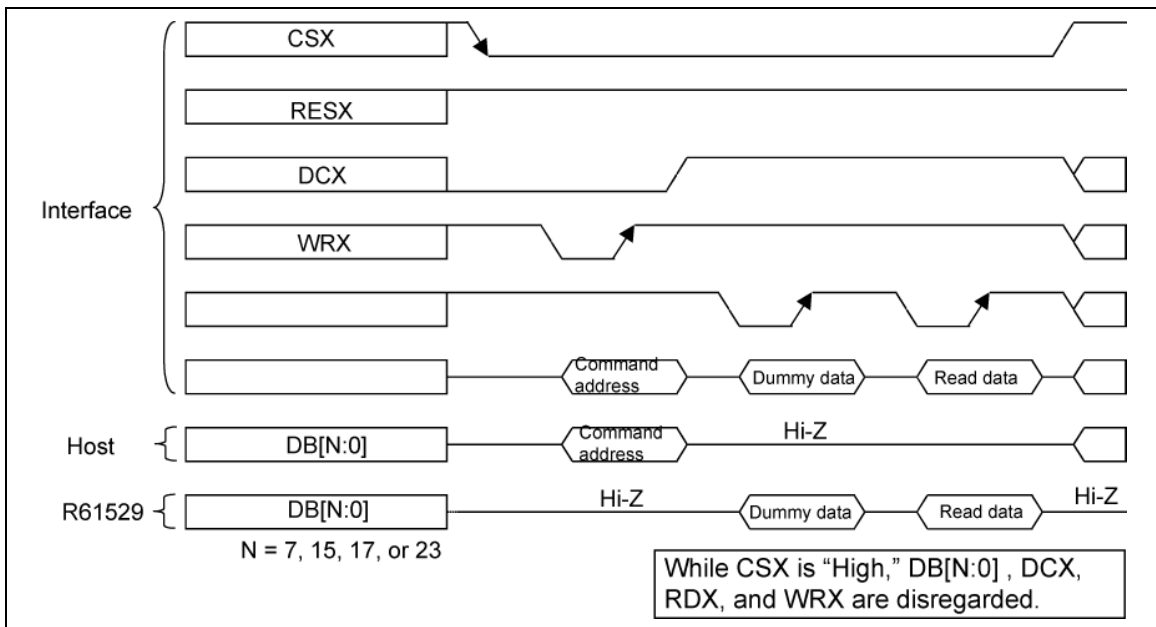 CSX
RESX
DCX
Interface
WRX
Command
address
Dummy data
Read data
Host
DB[N:0]
Command
address
Hi-Z
R61529
DB[N:0]
Hi-Z
Dummy data
Read data
Hi-Z
N = 7, 15, 17, or 23
While CSX is “High,” DB[N:0] , DCX,
RDX, and WRX are disregarded.